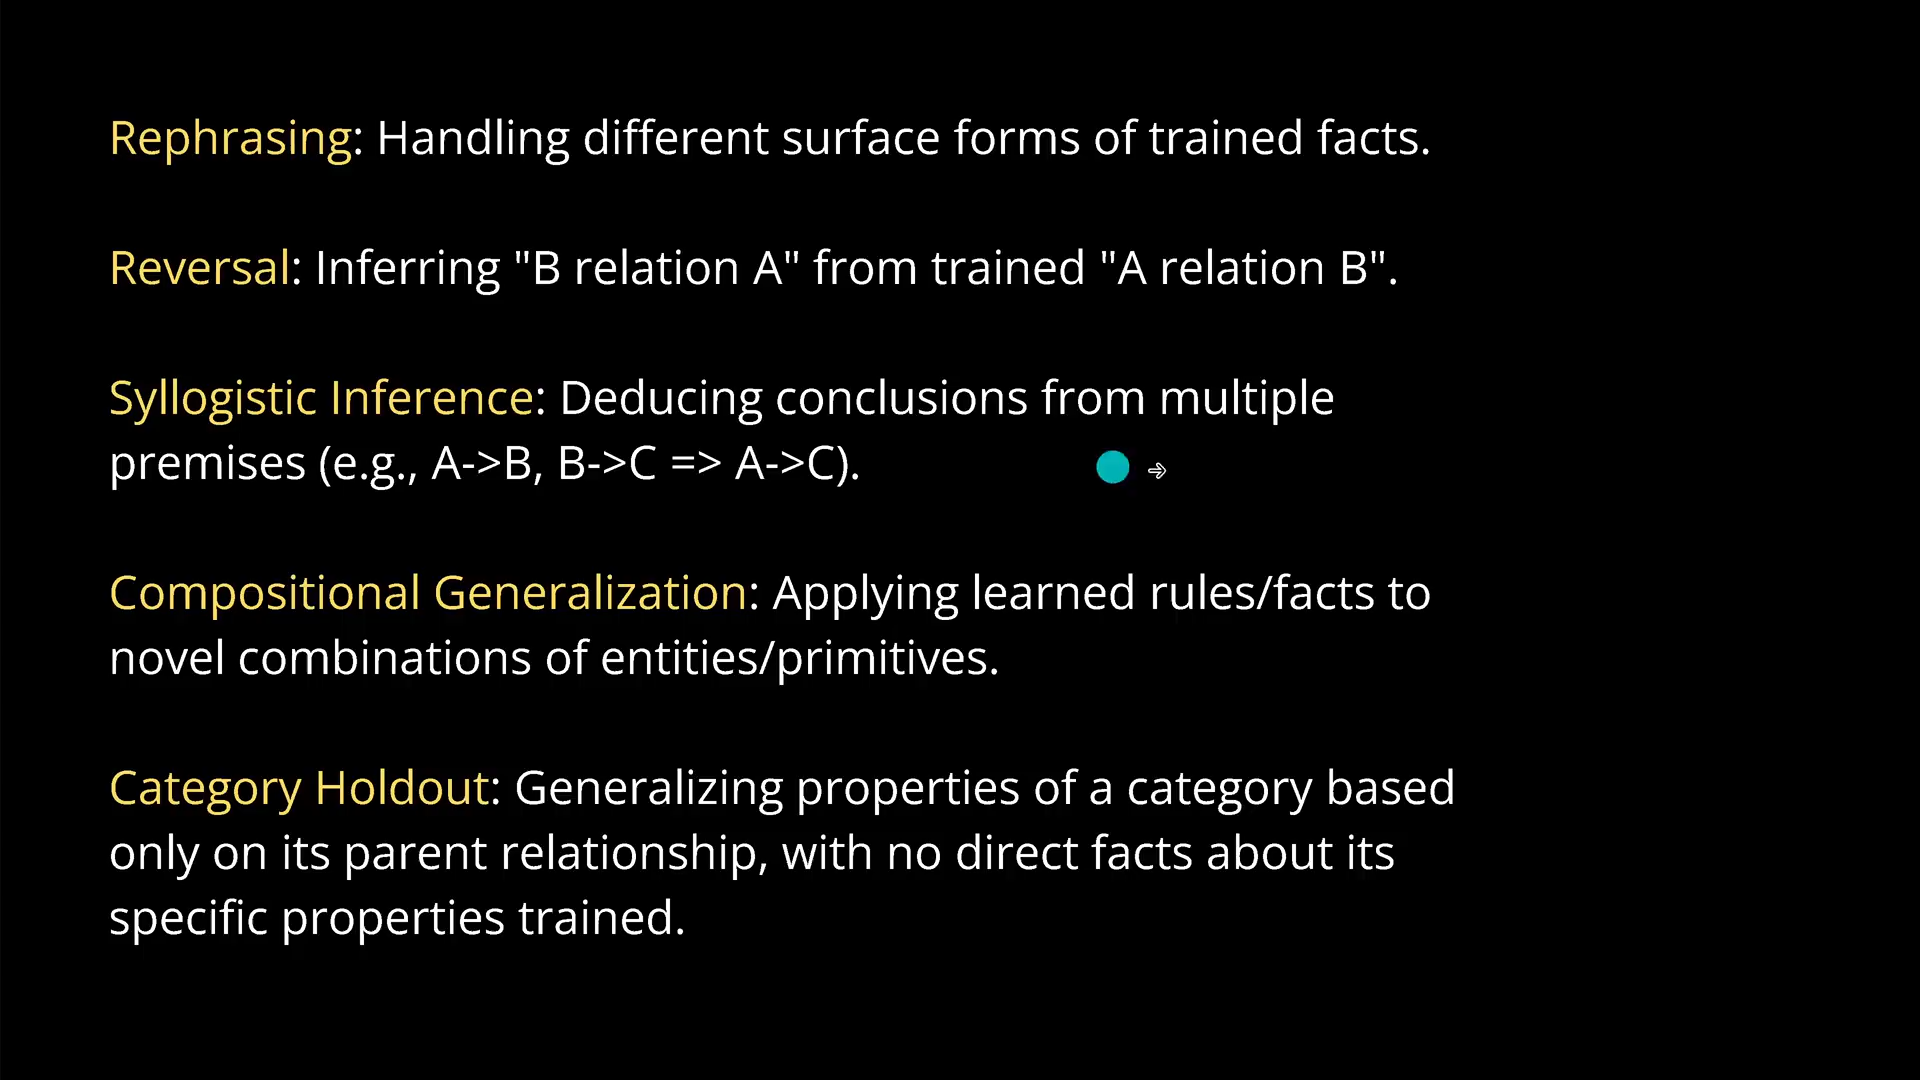 Rephrasing: Handling different surface forms of trained facts.
Reversal: Inferring "B relation A" from trained "A relation B".
Syllogistic Inference: Deducing conclusions from multiple
premises (e.g., A->B, B->C => A->C).
Compositional Generalization: Applying learned rules/facts to
novel combinations of entities/primitives.
Category Holdout: Generalizing properties of a category based
only on its parent relationship, with no direct facts about its
specific properties trained.